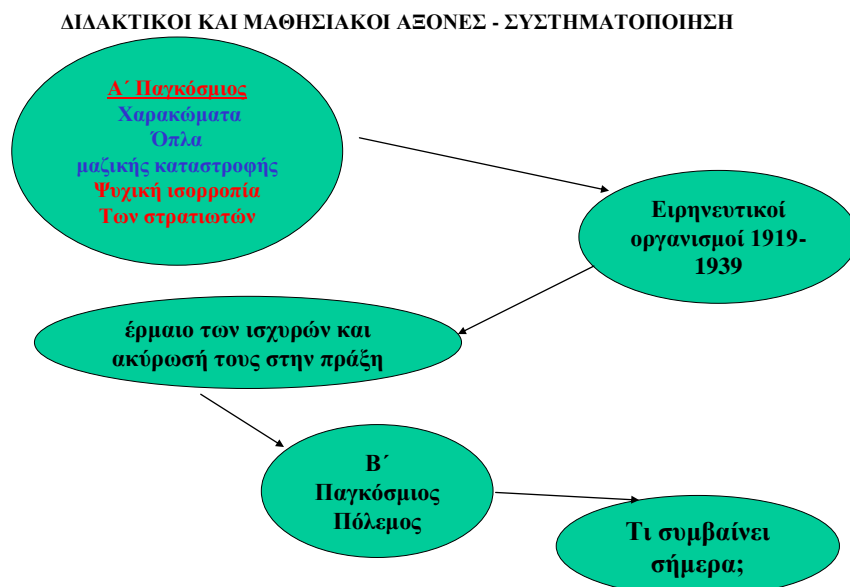 ΔΙΔΑΚΤΙΚΟΙ ΚΑΙ ΜΑΘΗΣΙΑΚΟΙ ΑΞΟΝΕΣ - ΣΥΣΤΗΜΑΤΟΠΟΙΗΣΗ
Α΄ Παγκόσμιος
Χαρακώματα
Όπλα
μαζικής καταστροφής
Ψυχική ισορροπία
Των στρατιωτών
Ειρηνευτικοί
οργανισμοί 1919-
1939
έρμαιο των ισχυρών και
ακύρωσή τους στην πράξη
Β΄
Παγκόσμιος
Πόλεμος
Τι συμβαίνει
σήμερα;